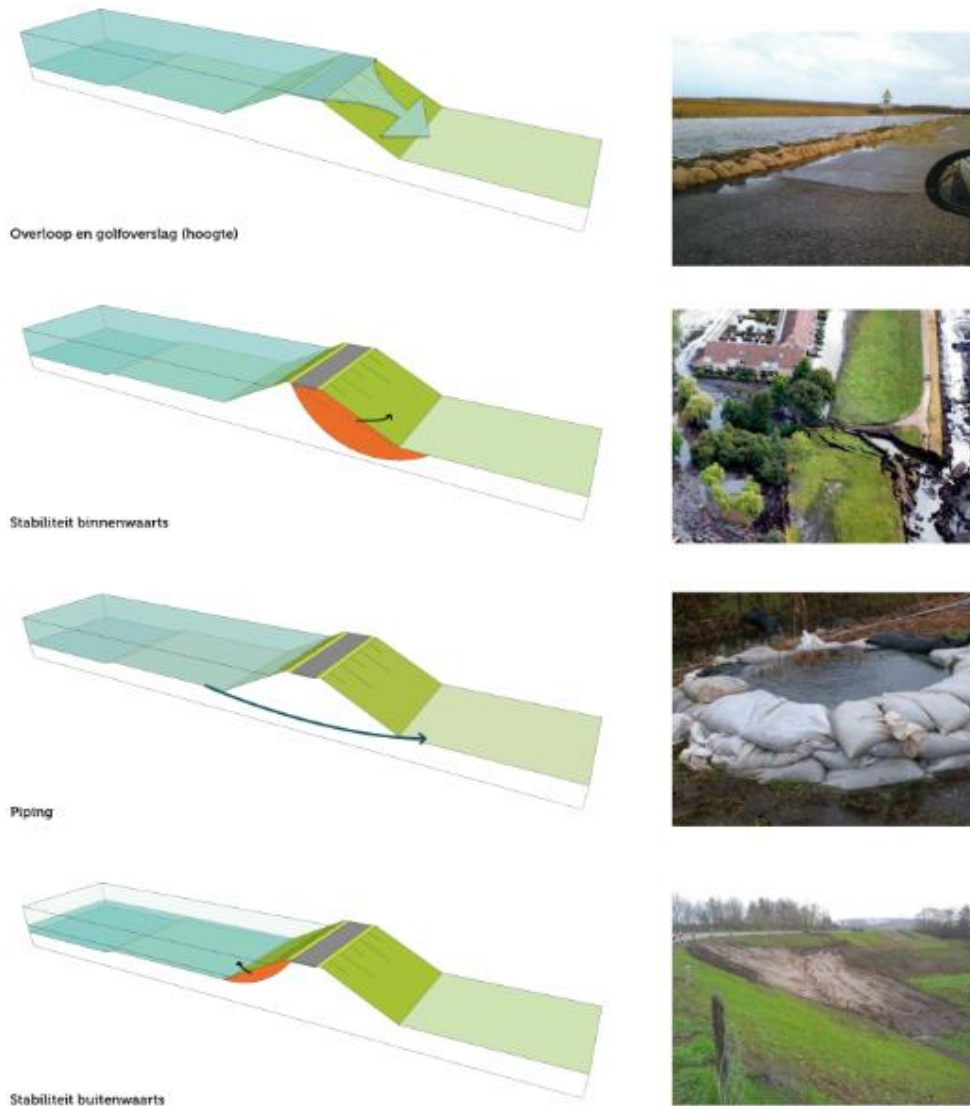 Overloop en golfoverslag (hoogte)
Stabiliteit binnenwaarts
Piping
Stabiliteit buitenwaarts